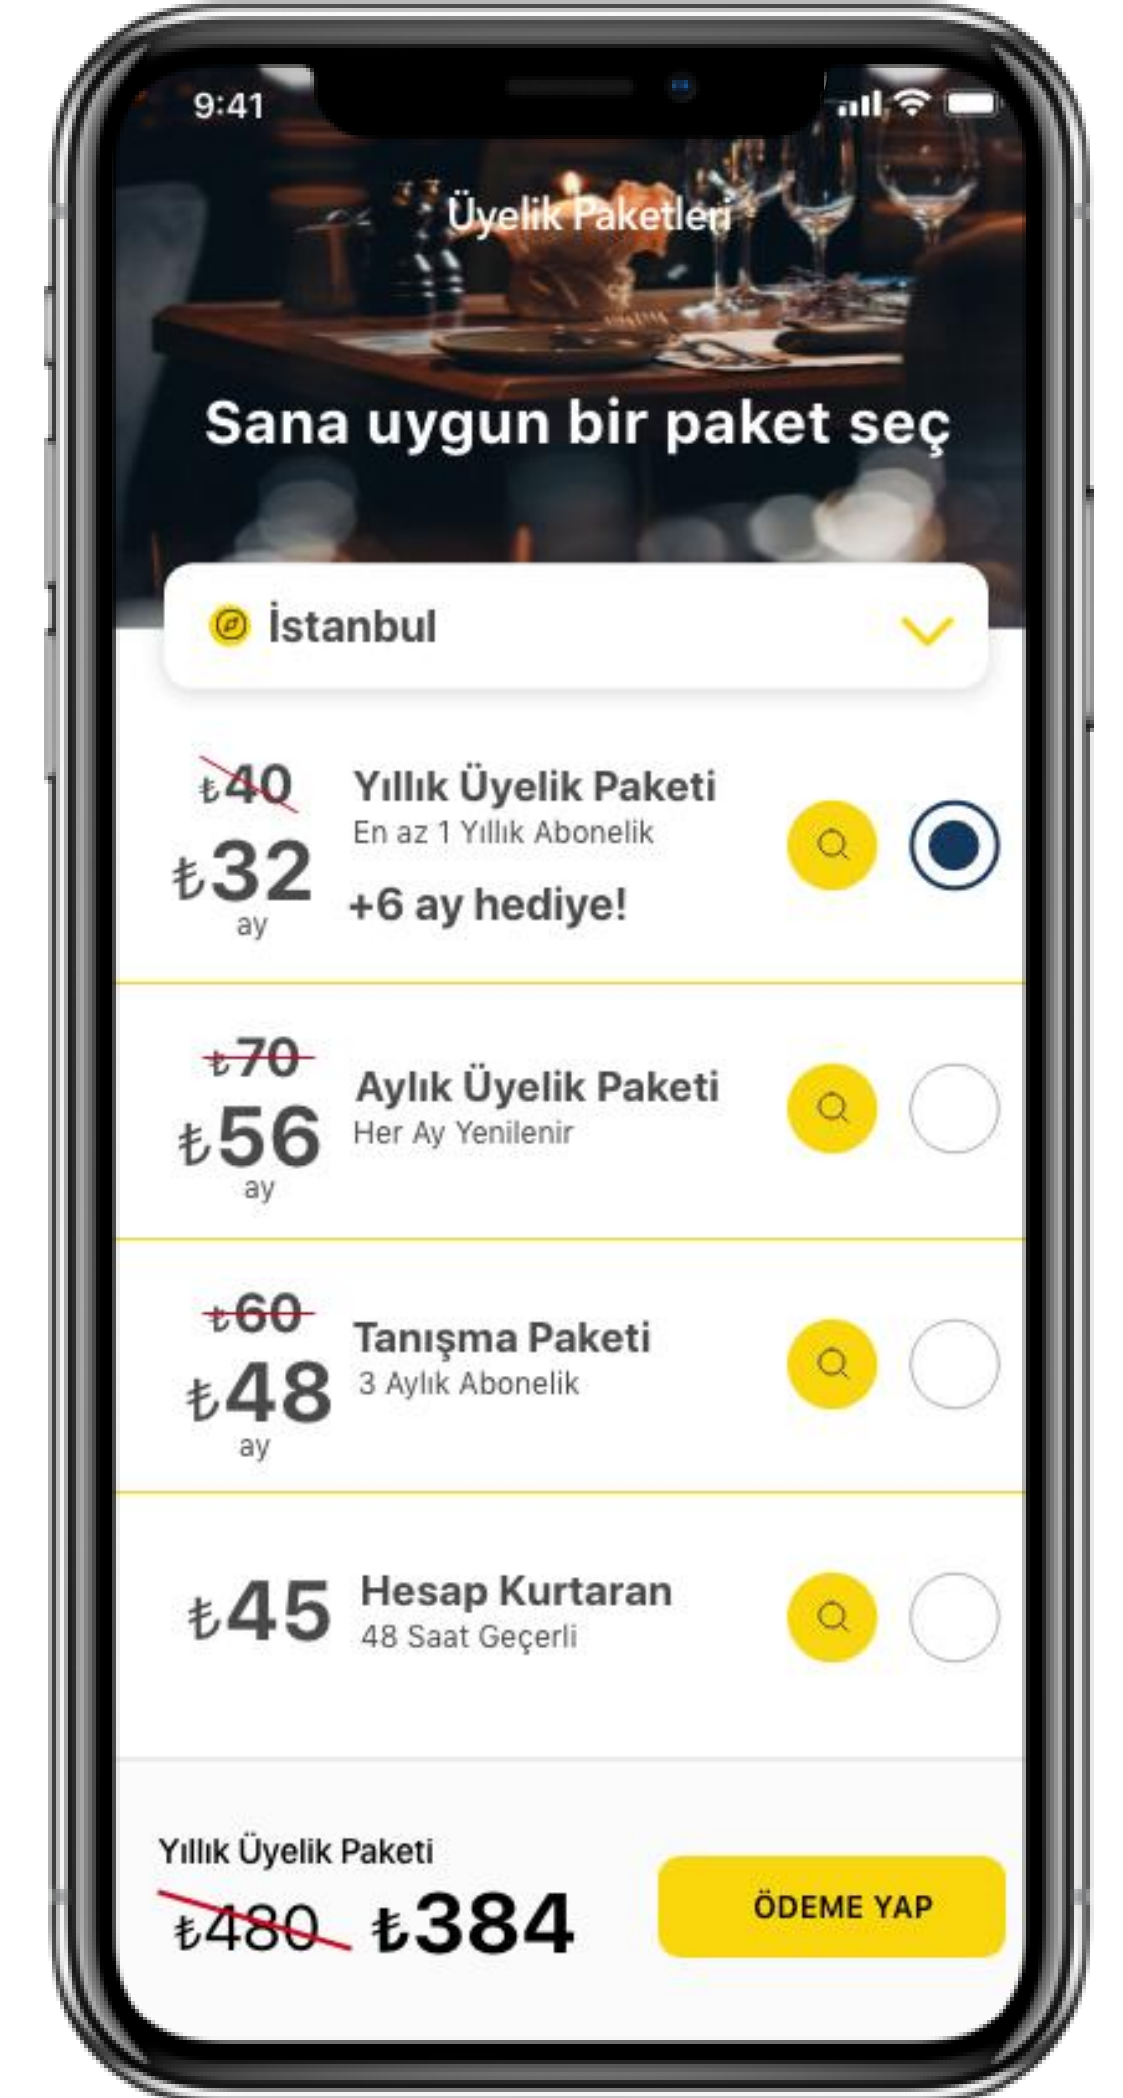 9:41
Üyelik Paketleri
Sana uygun bir paket seç
İstanbul
₺40
₺32
ay
Yıllık Üyelik Paketi
En az 1 Yıllık Abonelik
+6 ay hediye!
₺70
₺56
ay
Aylık Üyelik Paketi
Her Ay Yenilenir
₺60
₺48
ay
Tanışma Paketi
3 Aylık Abonelik
₺45
Hesap Kurtaran
48 Saat Geçerli
Yıllık Üyelik Paketi
₺480 ₺384
ÖDEME YAP